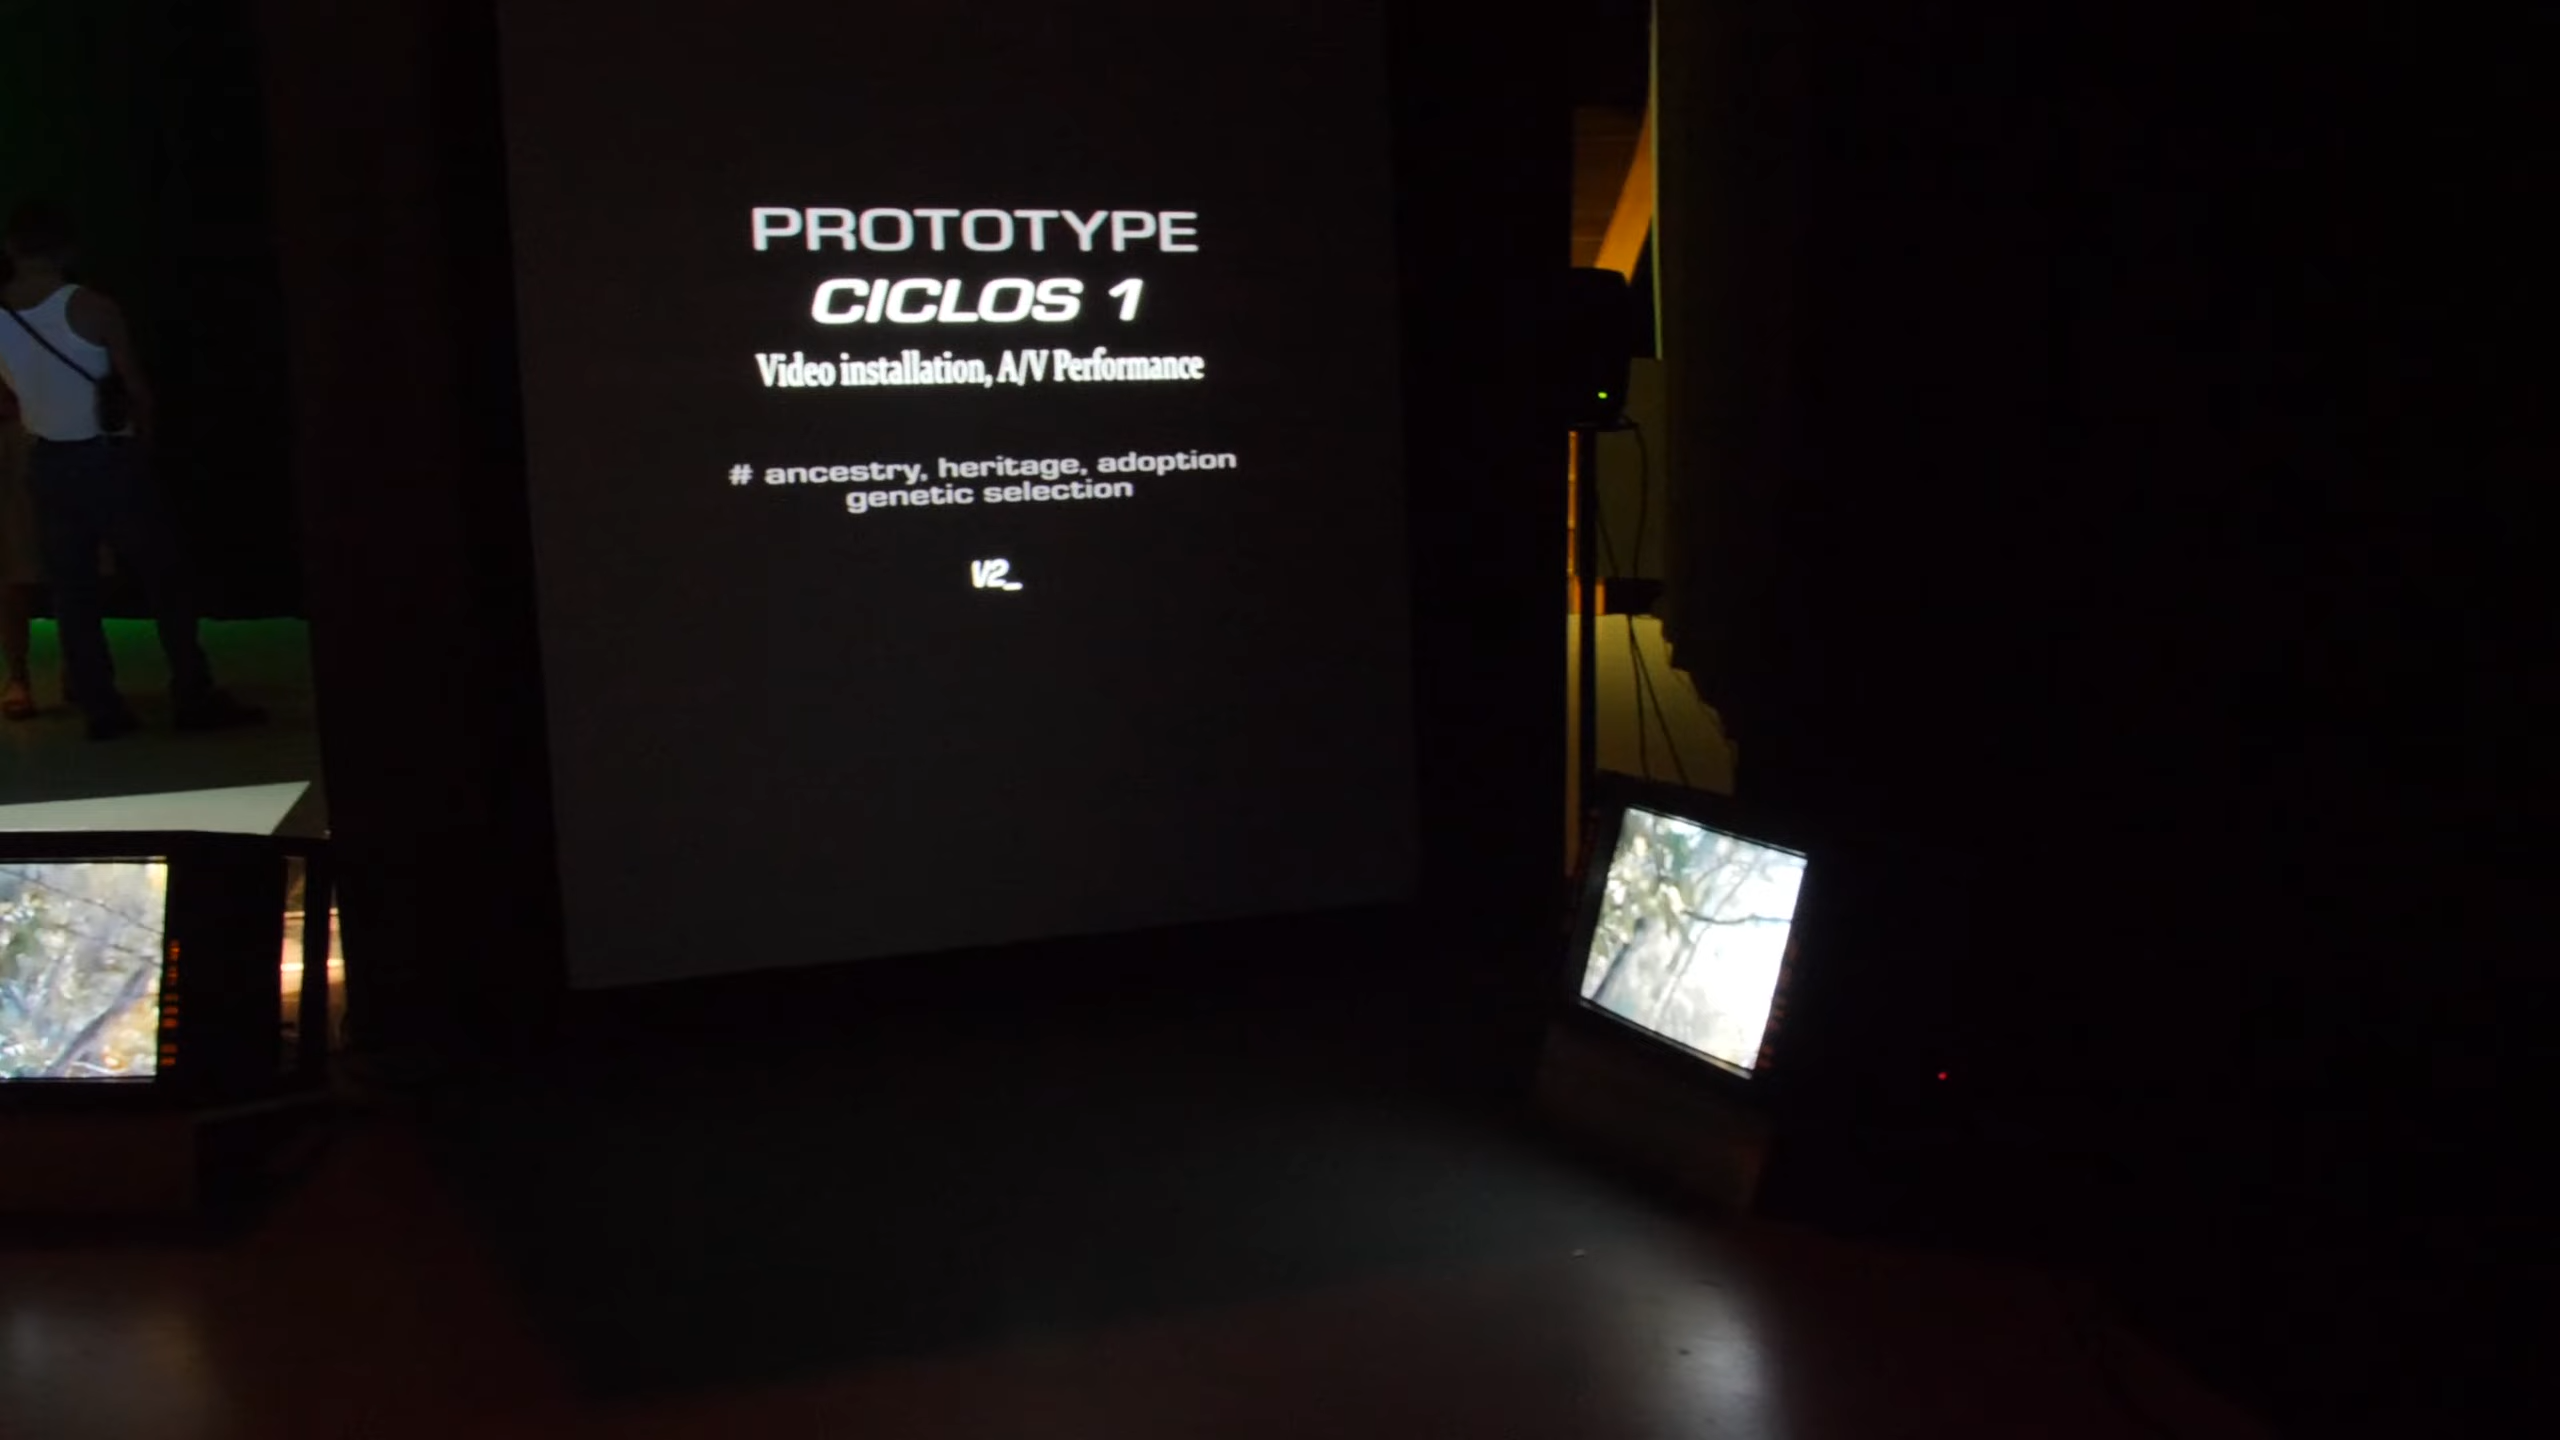 PROTOTYPE
CICLOS 1
Video installation, A/V Performance
# ancestry, heritage, adoption
genetic selection
V2_